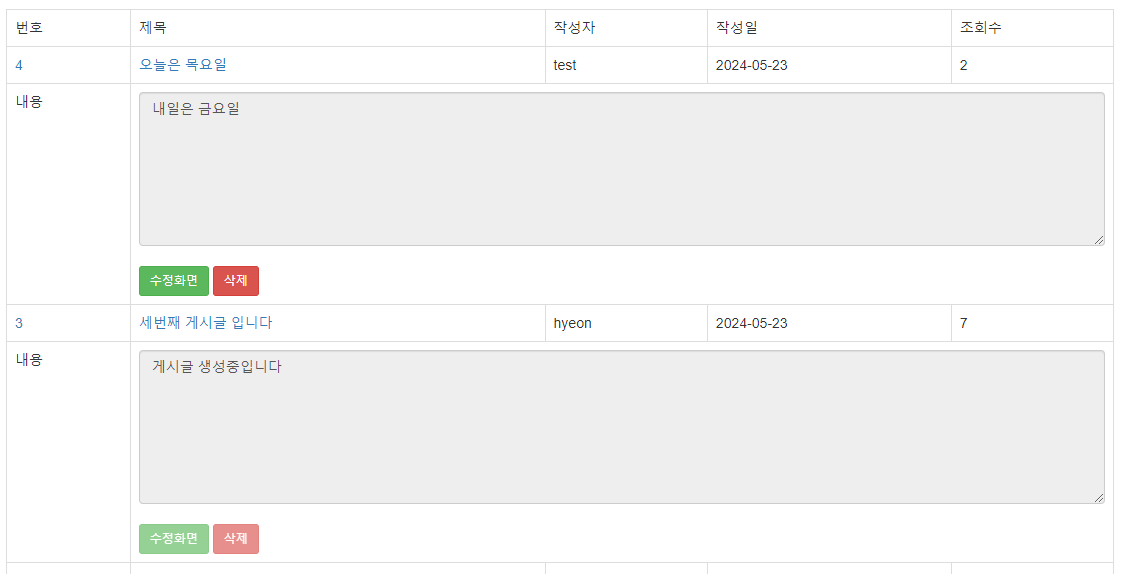 번호 제목 작성자 작성일 조회수
4 오늘은 목요일 test 2024-05-23 2
내용 내일은 금요일
수정화면 삭제
3 세번째 게시글 입니다 hyeon 2024-05-23 7
내용 게시글 생성중입니다
수정화면 삭제